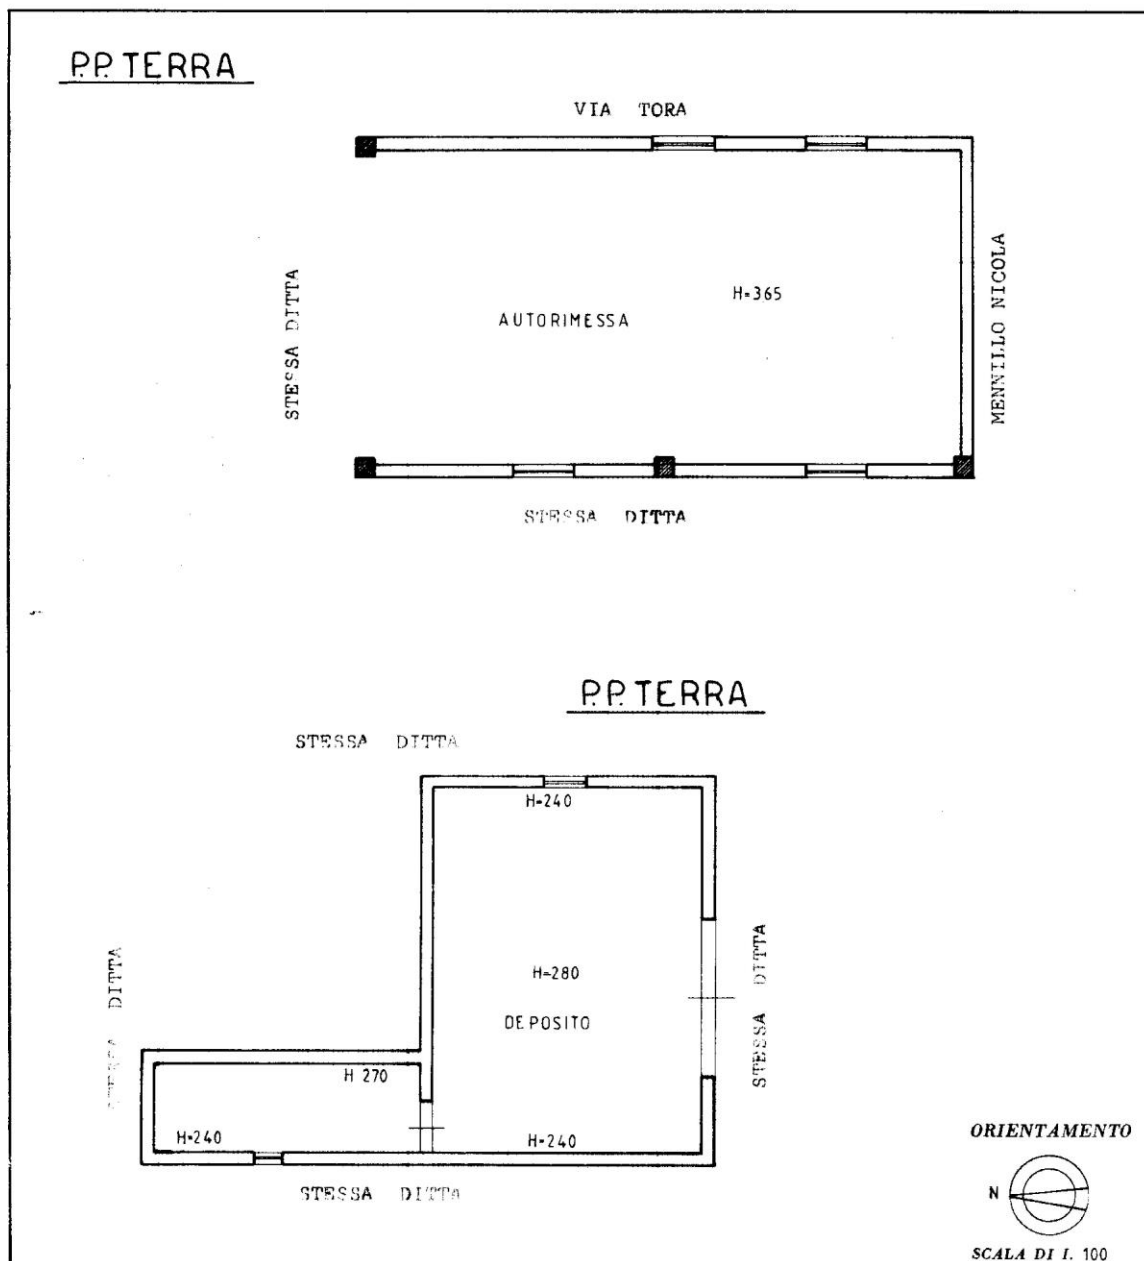 P.P. TERRA
VIA TORA
STESSA DITTA
H=365
AUTORIMESSA
MENNILLO NICOLA
STESSA DITTA
P.P. TERRA
STESSA DITTA
H=240
STESSA DITTA
H=280
DEPOSITO
STESSA DITTA
H 270
H=240
H=240
STESSA DITTA
ORIENTAMENTO
N
SCALA DI I. 100